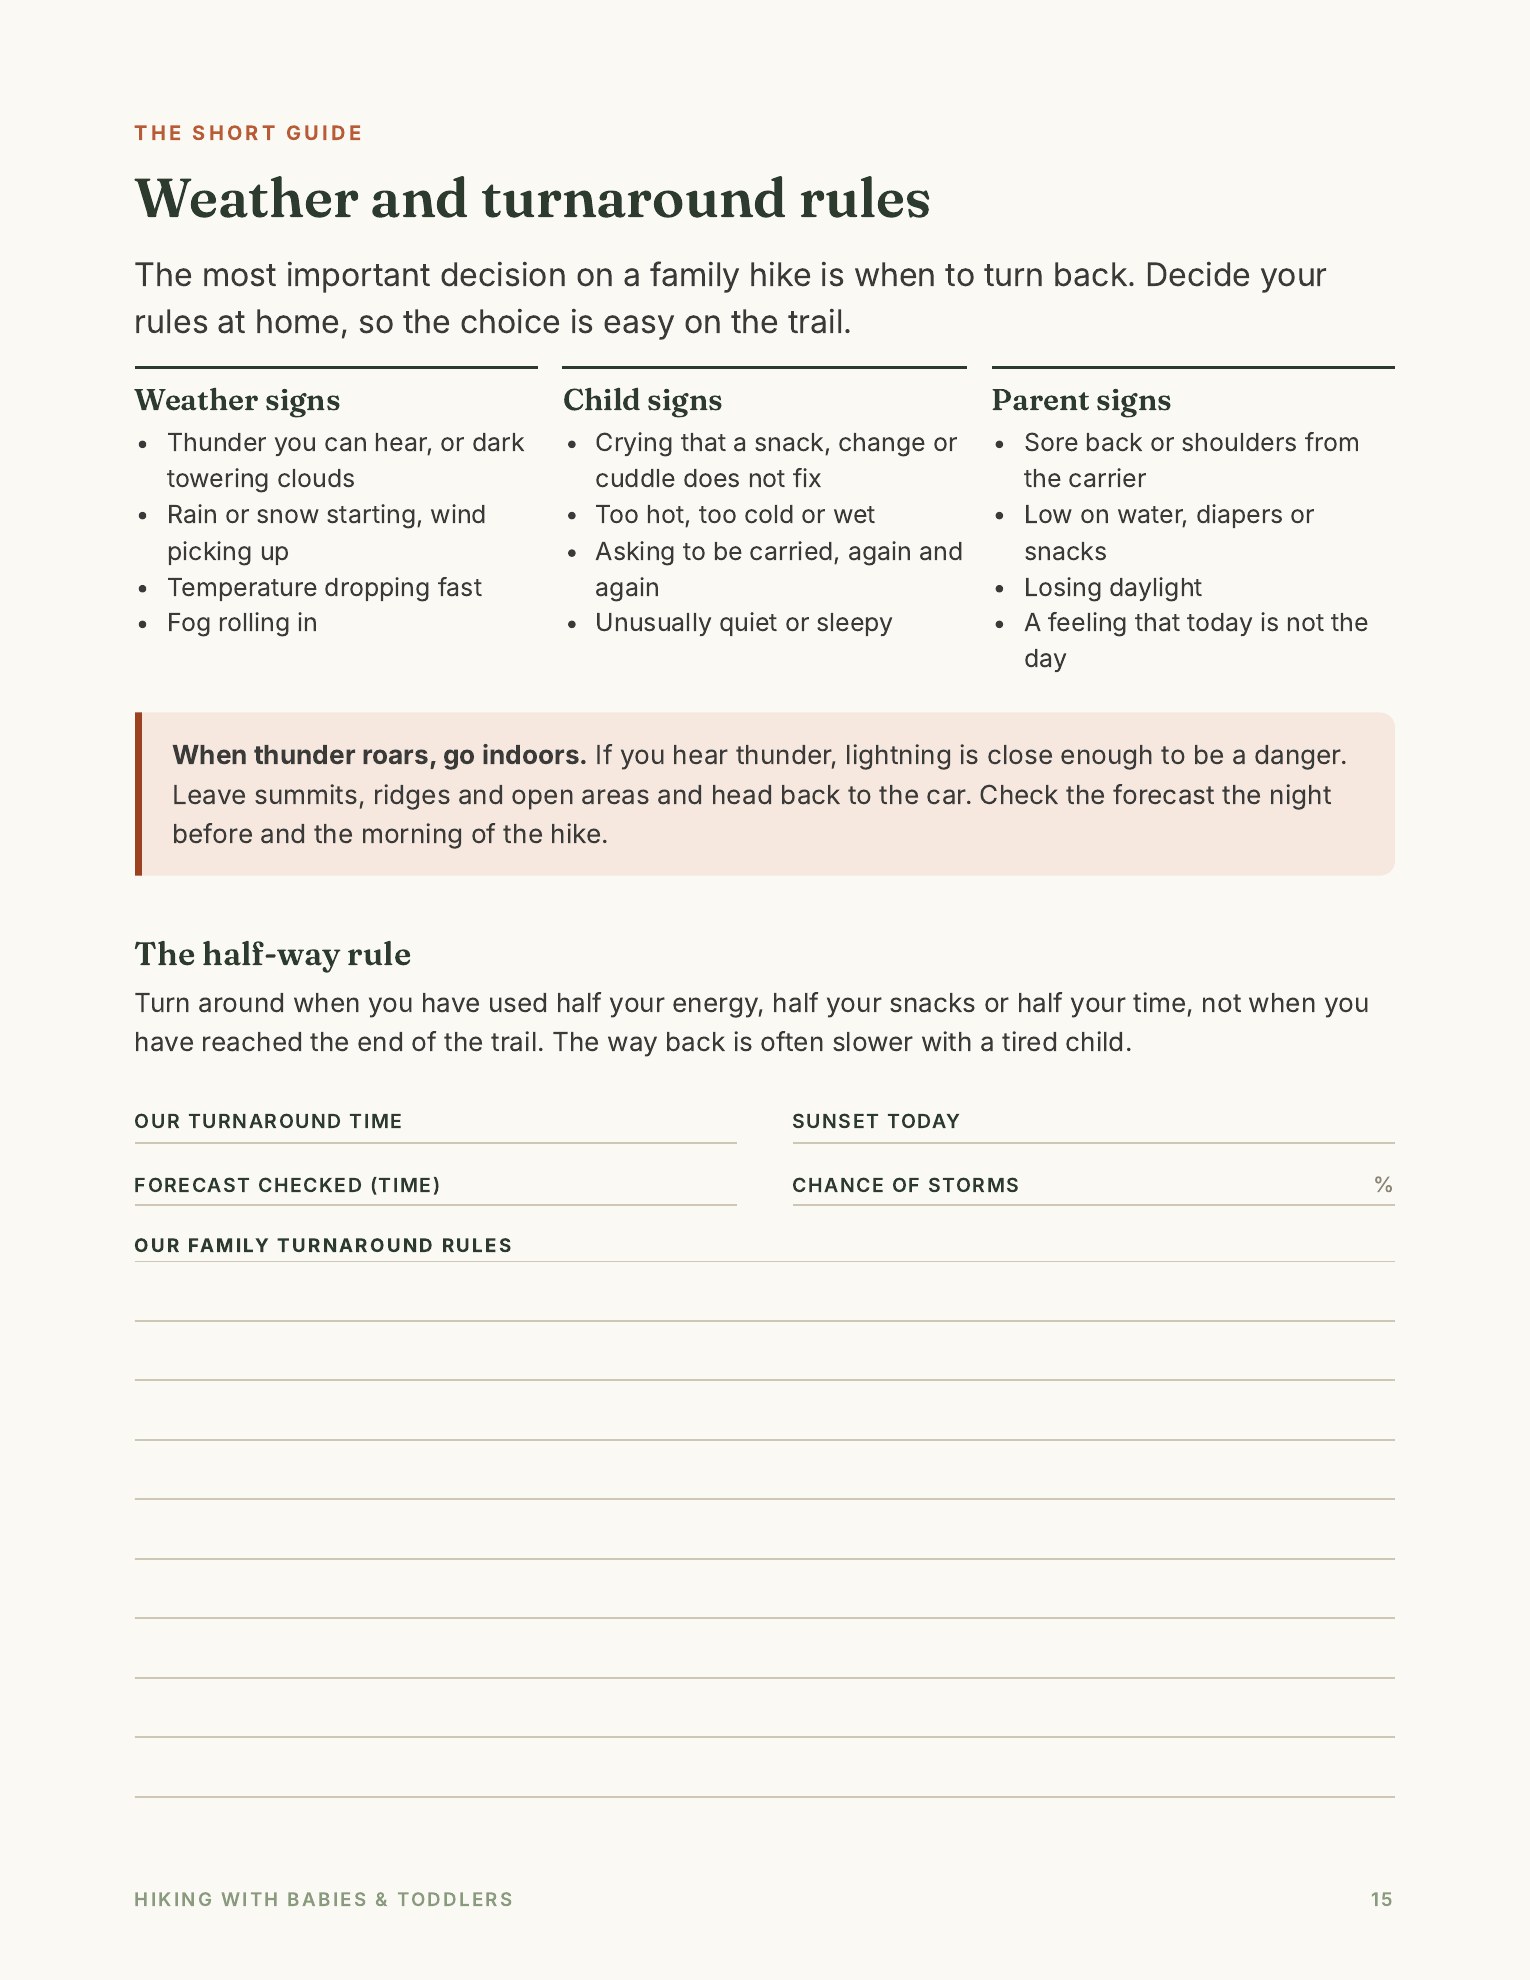 THE SHORT GUIDE
Weather and turnaround rules
The most important decision on a family hike is when to turn back. Decide your
rules at home, so the choice is easy on the trail.
Weather signs
• Thunder you can hear, or dark
towering clouds
• Rain or snow starting, wind
picking up
• Temperature dropping fast
• Fog rolling in
Child signs
• Crying that a snack, change or
cuddle does not fix
• Too hot, too cold or wet
• Asking to be carried, again and
again
• Unusually quiet or sleepy
Parent signs
• Sore back or shoulders from
the carrier
• Low on water, diapers or
snacks
• Losing daylight
• A feeling that today is not the
day
When thunder roars, go indoors. If you hear thunder, lightning is close enough to be a danger.
Leave summits, ridges and open areas and head back to the car. Check the forecast the night
before and the morning of the hike.
The half-way rule
Turn around when you have used half your energy, half your snacks or half your time, not when you
have reached the end of the trail. The way back is often slower with a tired child.
OUR TURNAROUND TIME
SUNSET TODAY
FORECAST CHECKED (TIME)
CHANCE OF STORMS %
OUR FAMILY TURNAROUND RULES
HIKING WITH BABIES & TODDLERS
15